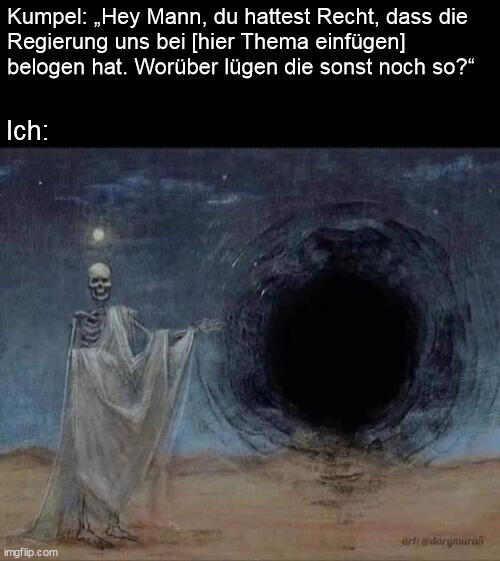 Kumpel: „Hey Mann, du hattest Recht, dass die
Regierung uns bei [hier Thema einfügen]
belogen hat. Worüber lügen die sonst noch so?“
Ich:
art: @darymura5
imgflip.com